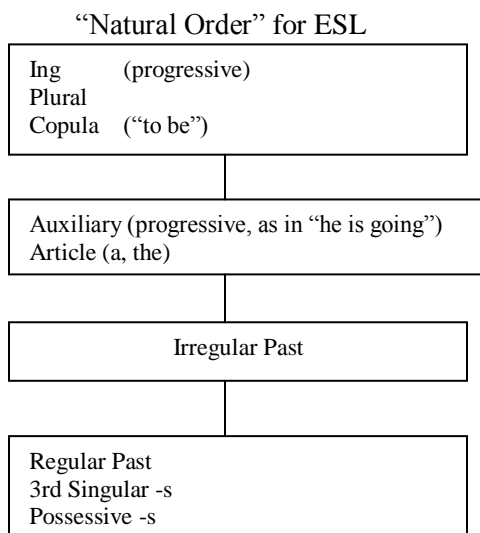 “Natural Order” for ESL
Ing (progressive)
Plural
Copula (“to be”)
Auxiliary (progressive, as in “he is going”)
Article (a, the)
Irregular Past
Regular Past
3rd Singular -s
Possessive -s